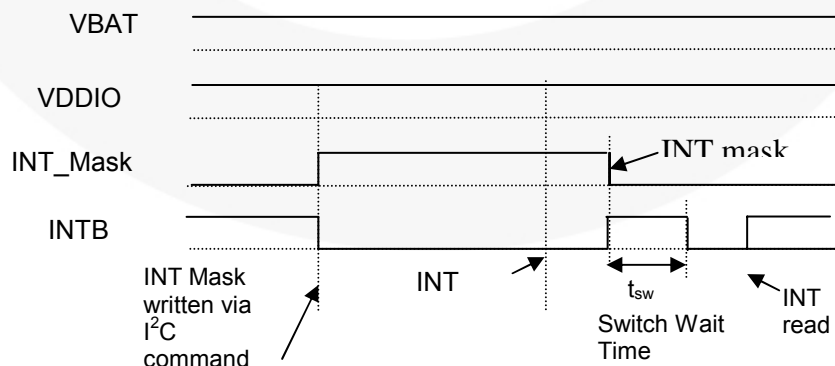 VBAT
VDDIO
INT_Mask
INT mask
INTB
INT Mask
written via
I²C
command
INT
tsw
Switch Wait
Time
INT
read